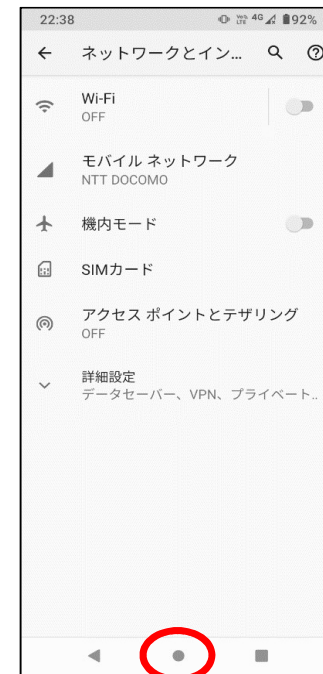 22:38 VoLTE 4G 92%
ネットワークとイン...
Wi-Fi
OFF
モバイル ネットワーク
NTT DOCOMO
機内モード
SIMカード
アクセス ポイントとテザリング
OFF
詳細設定
データセーバー、VPN、プライベート..